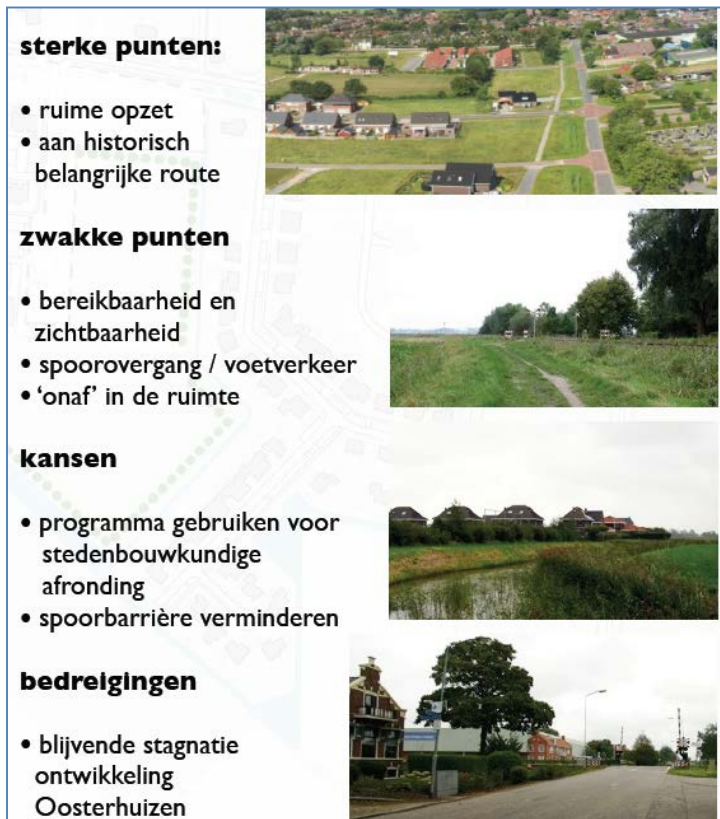 sterke punten:
• ruime opzet
• aan historisch
belangrijke route
zwakke punten
• bereikbaarheid en
zichtbaarheid
• spoorovergang / voetverkeer
• ‘onaf’ in de ruimte
kansen
• programma gebruiken voor
stedenbouwkundige
afronding
• spoorbarrière verminderen
bedreigingen
• blijvende stagnatie
ontwikkeling
Oosterhuizen